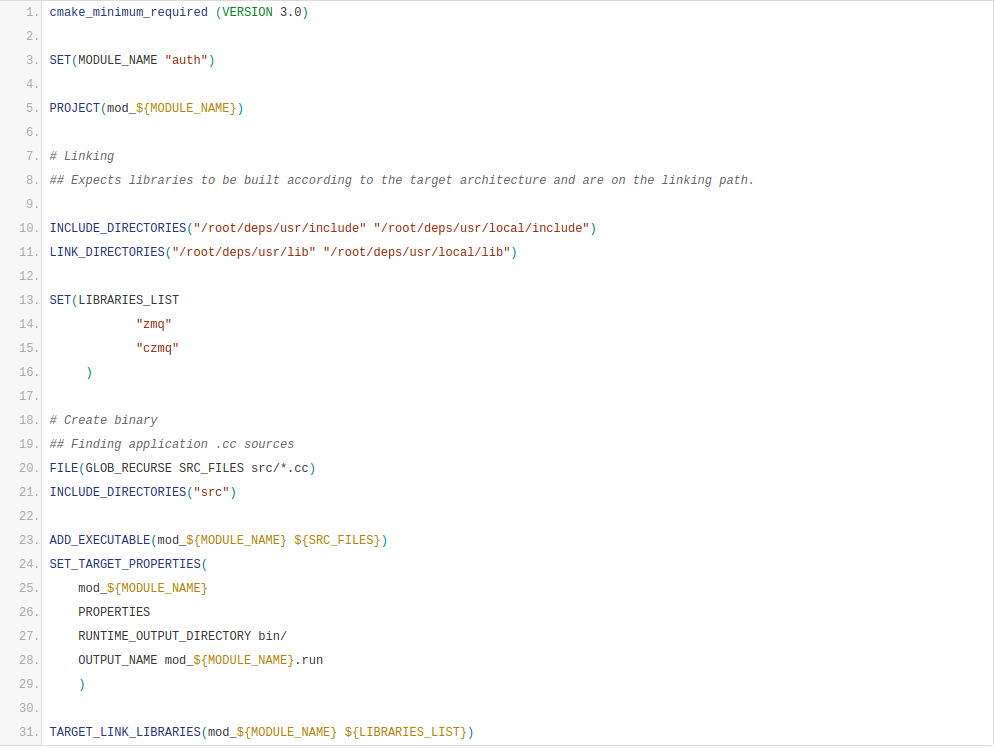 1. cmake_minimum_required (VERSION 3.0)
2.
3. SET(MODULE_NAME "auth")
4.
5. PROJECT(mod_${MODULE_NAME})
6.
7. # Linking
8. ## Expects libraries to be built according to the target architecture and are on the linking path.
9.
10. INCLUDE_DIRECTORIES("/root/deps/usr/include" "/root/deps/usr/local/include")
11. LINK_DIRECTORIES("/root/deps/usr/lib" "/root/deps/usr/local/lib")
12.
13. SET(LIBRARIES_LIST
14.             "zmq"
15.             "czmq"
16.      )
17.
18. # Create binary
19. ## Finding application .cc sources
20. FILE(GLOB_RECURSE SRC_FILES src/*.cc)
21. INCLUDE_DIRECTORIES("src")
22.
23. ADD_EXECUTABLE(mod_${MODULE_NAME} ${SRC_FILES})
24. SET_TARGET_PROPERTIES(
25.     mod_${MODULE_NAME}
26.     PROPERTIES
27.     RUNTIME_OUTPUT_DIRECTORY bin/
28.     OUTPUT_NAME mod_${MODULE_NAME}.run
29.     )
30.
31. TARGET_LINK_LIBRARIES(mod_${MODULE_NAME} ${LIBRARIES_LIST})